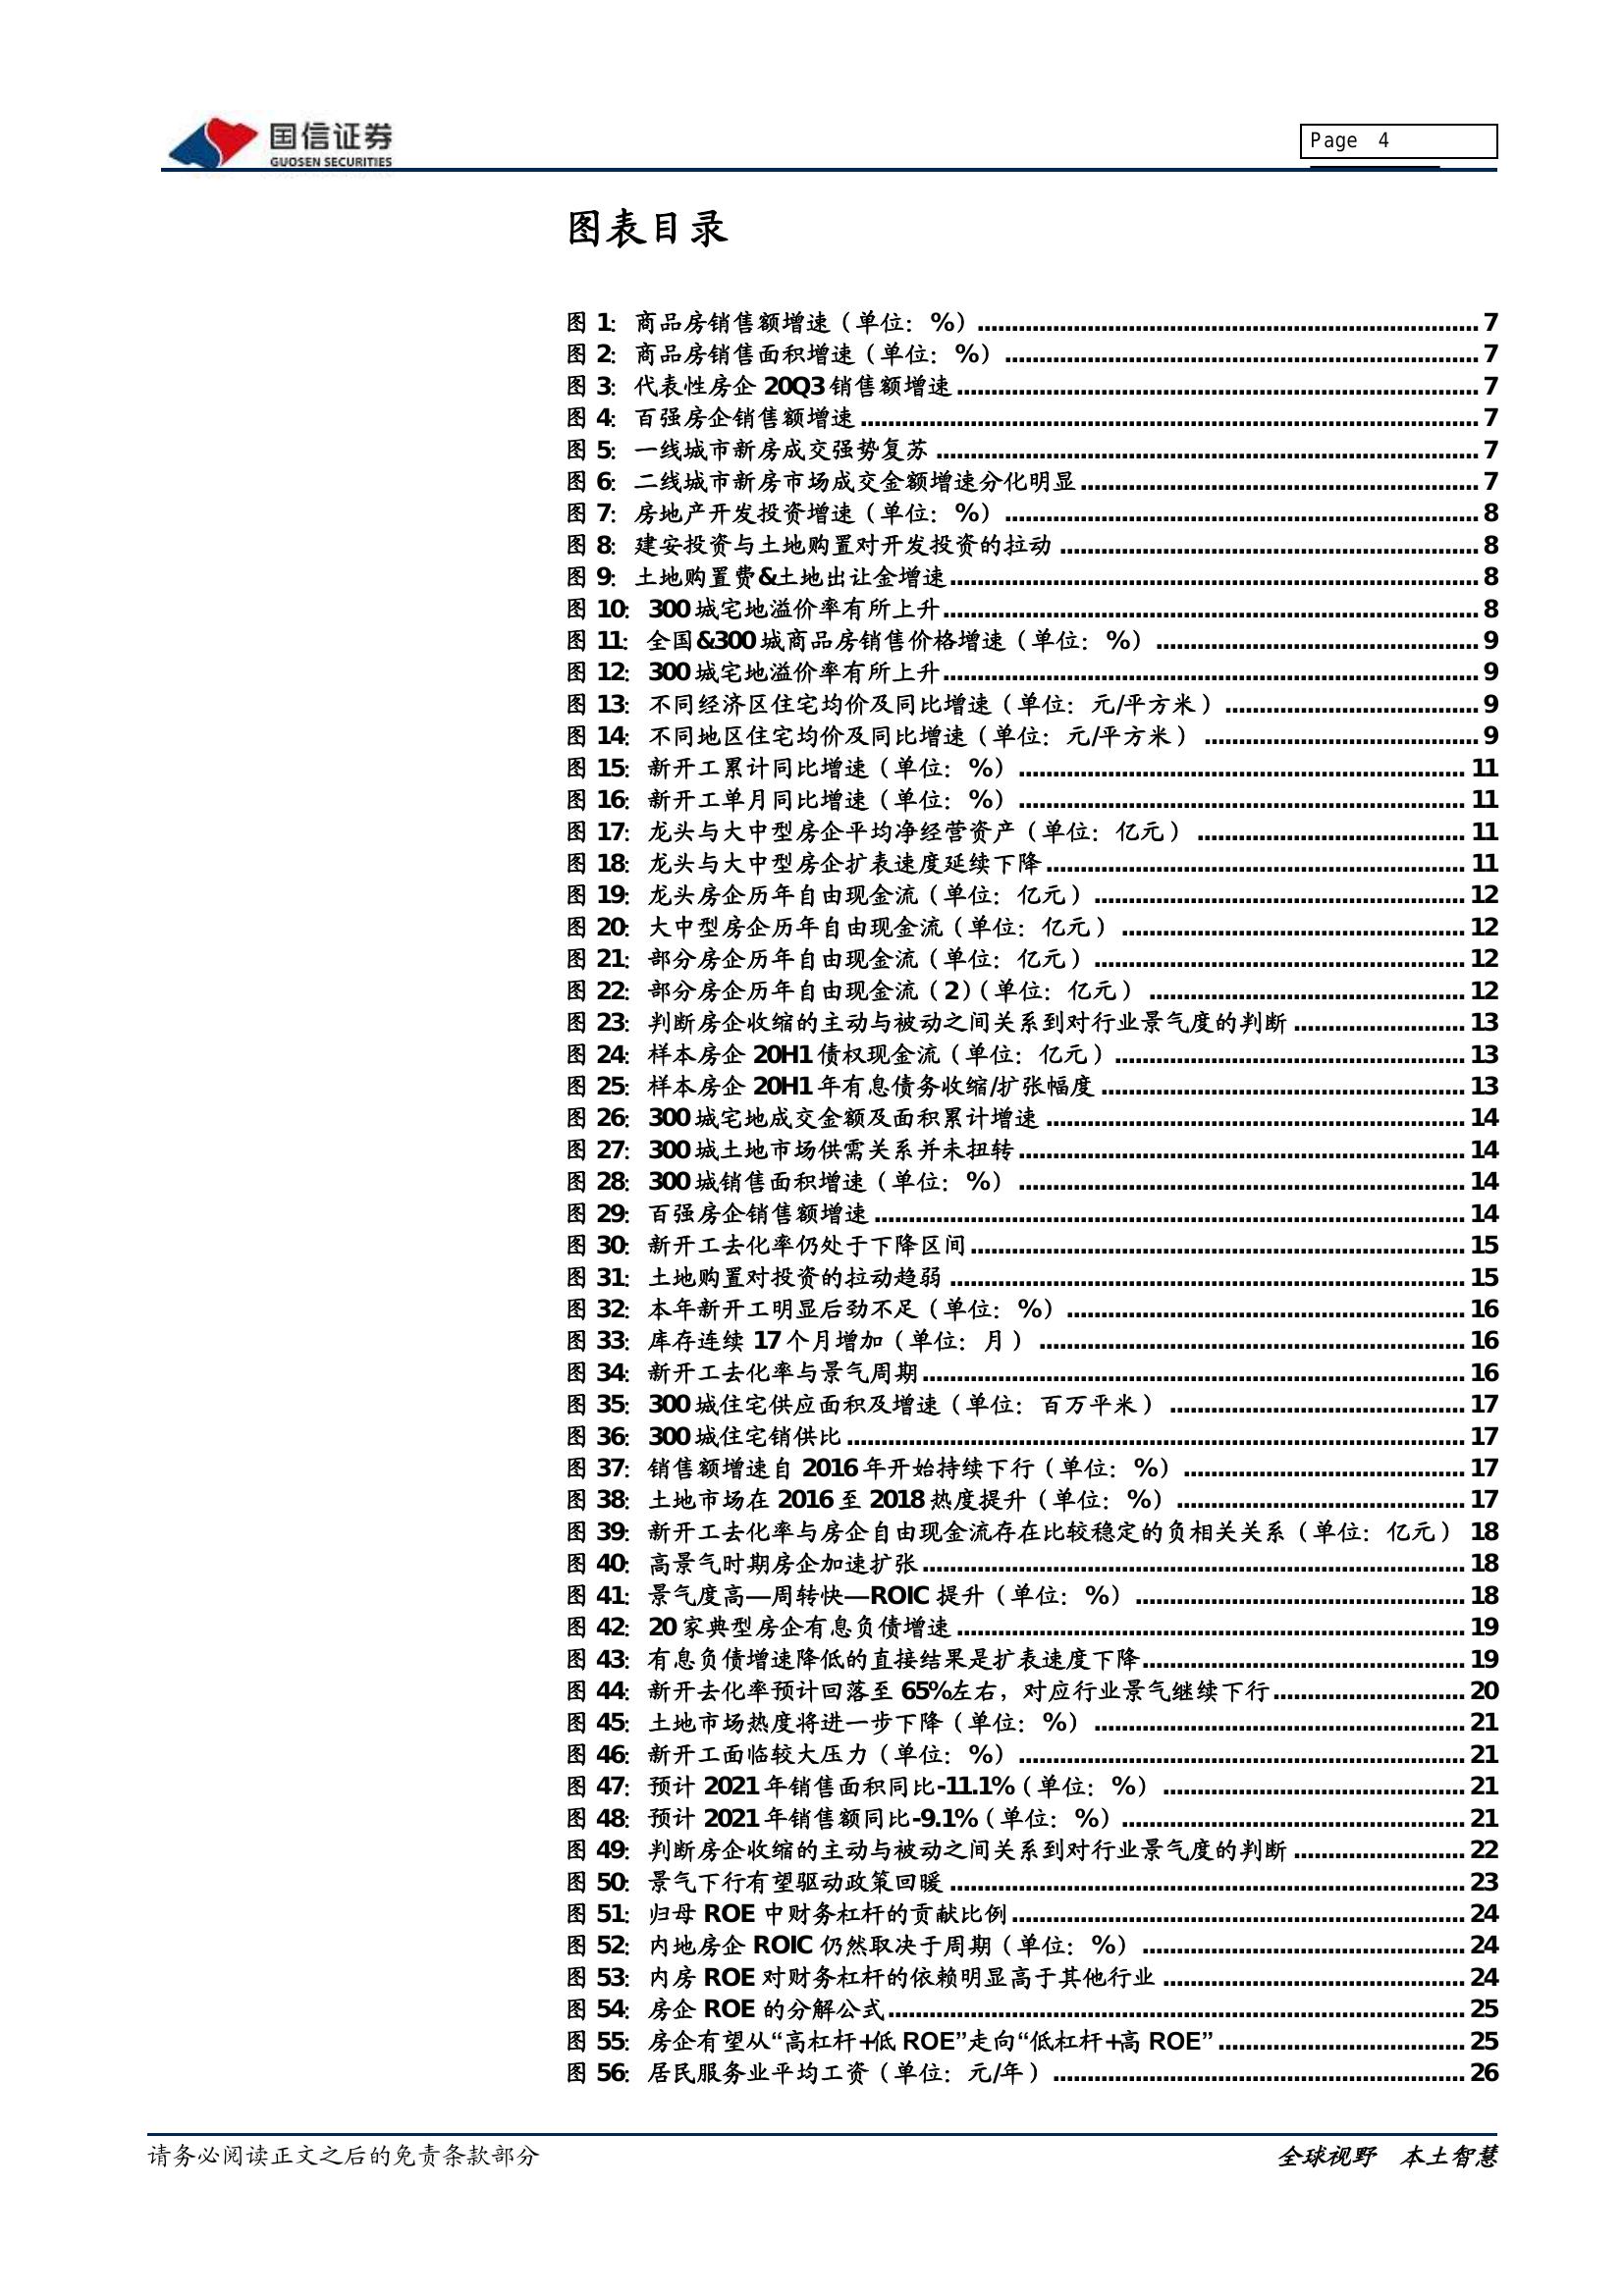 国信证券
GUOSEN SECURITIES
Page 4
图表目录
图 1: 商品房销售额增速（单位：%）........ 7
图 2: 商品房销售面积增速（单位：%）........ 7
图 3: 代表性房企 20Q3 销售额增速........ 7
图 4: 百强房企销售额增速........ 7
图 5: 一线城市新房成交强势复苏........ 7
图 6: 二线城市新房市场成交金额增速分化明显........ 7
图 7: 房地产开发投资增速（单位：%）........ 8
图 8: 建安投资与土地购置对开发投资的拉动........ 8
图 9: 土地购置费&土地出让金增速........ 8
图 10: 300 城宅地溢价率有所上升........ 8
图 11: 全国&300 城商品房销售价格增速（单位：%）........ 9
图 12: 300 城宅地溢价率有所上升........ 9
图 13: 不同经济区住宅均价及同比增速（单位：元/平方米）........ 9
图 14: 不同地区住宅均价及同比增速（单位：元/平方米）........ 9
图 15: 新开工累计同比增速（单位：%）........ 11
图 16: 新开工单月同比增速（单位：%）........ 11
图 17: 龙头与大中型房企平均净经营资产（单位：亿元）........ 11
图 18: 龙头与大中型房企扩表速度延续下降........ 11
图 19: 龙头房企历年自由现金流（单位：亿元）........ 12
图 20: 大中型房企历年自由现金流（单位：亿元）........ 12
图 21: 部分房企历年自由现金流（单位：亿元）........ 12
图 22: 部分房企历年自由现金流（2）（单位：亿元）........ 12
图 23: 判断房企收缩的主动与被动之间关系到对行业景气度的判断........ 13
图 24: 样本房企 20H1 债权现金流（单位：亿元）........ 13
图 25: 样本房企 20H1 年有息债务收缩/扩张幅度........ 13
图 26: 300 城宅地成交金额及面积累计增速........ 14
图 27: 300 城土地市场供需关系并未扭转........ 14
图 28: 300 城销售面积增速（单位：%）........ 14
图 29: 百强房企销售额增速........ 14
图 30: 新开工去化率仍处于下降区间........ 15
图 31: 土地购置对投资的拉动趋弱........ 15
图 32: 本年新开工明显后劲不足（单位：%）........ 16
图 33: 库存连续 17 个月增加（单位：月）........ 16
图 34: 新开工去化率与景气周期........ 16
图 35: 300 城住宅供应面积及增速（单位：百万平米）........ 17
图 36: 300 城住宅销供比........ 17
图 37: 销售额增速自 2016 年开始持续下行（单位：%）........ 17
图 38: 土地市场在 2016 至 2018 热度提升（单位：%）........ 17
图 39: 新开工去化率与房企自由现金流存在比较稳定的负相关关系（单位：亿元） 18
图 40: 高景气时期房企加速扩张........ 18
图 41: 景气度高—周转快—ROIC 提升（单位：%）........ 18
图 42: 20 家典型房企有息负债增速........ 19
图 43: 有息负债增速降低的直接结果是扩表速度下降........ 19
图 44: 新开去化率预计回落至 65%左右，对应行业景气继续下行........ 20
图 45: 土地市场热度将进一步下降（单位：%）........ 21
图 46: 新开工面临较大压力（单位：%）........ 21
图 47: 预计 2021 年销售面积同比-11.1%（单位：%）........ 21
图 48: 预计 2021 年销售额同比-9.1%（单位：%）........ 21
图 49: 判断房企收缩的主动与被动之间关系到对行业景气度的判断........ 22
图 50: 景气下行有望驱动政策回暖........ 23
图 51: 归母 ROE 中财务杠杆的贡献比例........ 24
图 52: 内地房企 ROIC 仍然取决于周期（单位：%）........ 24
图 53: 内房 ROE 对财务杠杆的依赖明显高于其他行业........ 24
图 54: 房企 ROE 的分解公式........ 25
图 55: 房企有望从“高杠杆+低 ROE”走向“低杠杆+高 ROE”........ 25
图 56: 居民服务业平均工资（单位：元/年）........ 26
请务必阅读正文之后的免责条款部分
全球视野 本土智慧